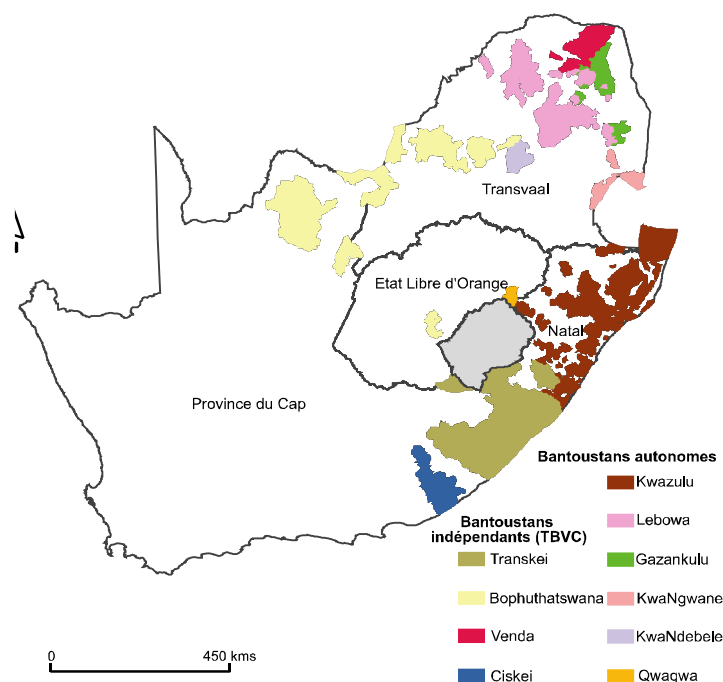 Transvaal
Etat Libre d'Orange
Natal
Province du Cap
Bantoustans autonomes
Kwazulu
Lebowa
Gazankulu
KwaNgwane
KwaNdebele
Qwaqwa
Bantoustans
indépendants (TBVC)
Transkei
Bophuthatswana
Venda
Ciskei
0 450 kms